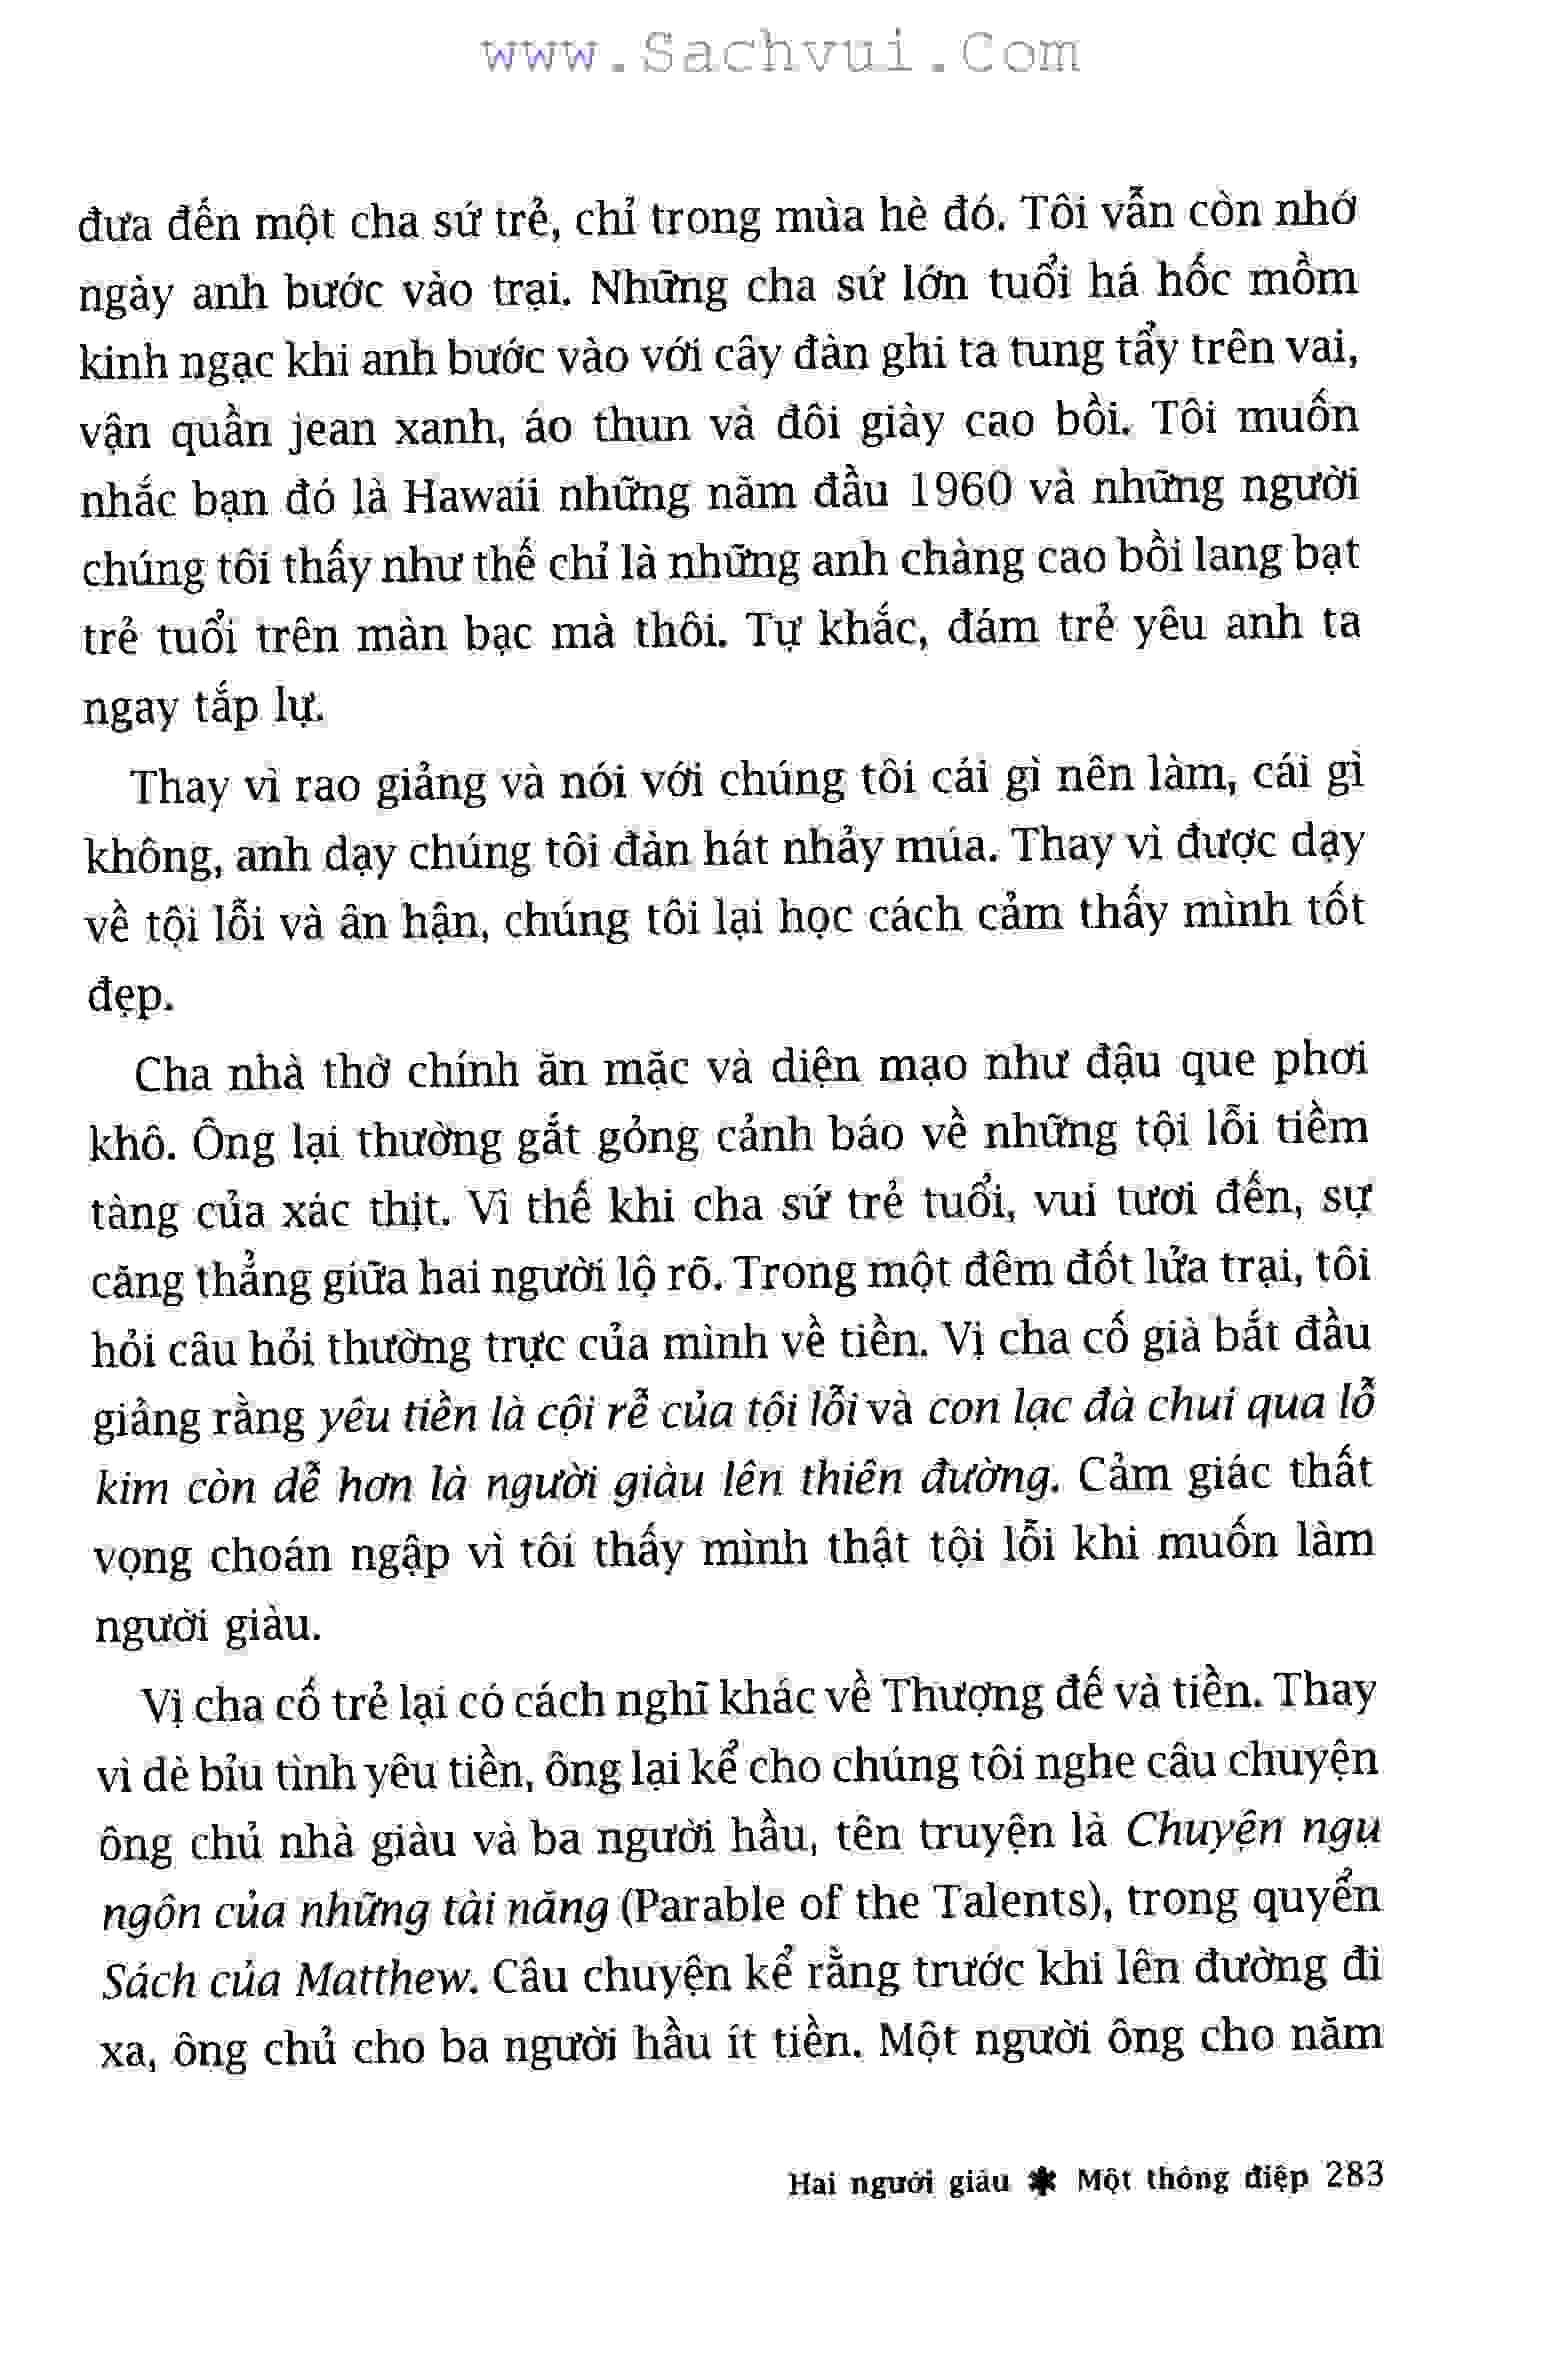 www.Sachvui.Com
đưa đến một cha sứ trẻ, chỉ trong mùa hè đó. Tôi vẫn còn nhớ
ngày anh bước vào trại. Những cha sứ lớn tuổi há hốc mồm
kinh ngạc khi anh bước vào với cây đàn ghi ta tung tẩy trên vai,
vận quần jean xanh, áo thun và đôi giày cao bồi. Tôi muốn
nhắc bạn đó là Hawaii những năm đầu 1960 và những người
chúng tôi thấy như thế chỉ là những anh chàng cao bồi lang bạt
trẻ tuổi trên màn bạc mà thôi. Tự khắc, đám trẻ yêu anh ta
ngay tắp lự.
Thay vì rao giảng và nói với chúng tôi cái gì nên làm, cái gì
không, anh dạy chúng tôi đàn hát nhảy múa. Thay vì được dạy
về tội lỗi và ân hận, chúng tôi lại học cách cảm thấy mình tốt
đẹp.
Cha nhà thờ chính ăn mặc và diện mạo như đậu que phơi
khô. Ông lại thường gắt gỏng cảnh báo về những tội lỗi tiềm
tàng của xác thịt. Vì thế khi cha sứ trẻ tuổi, vui tươi đến, sự
căng thẳng giữa hai người lộ rõ. Trong một đêm đốt lửa trại, tôi
hỏi câu hỏi thường trực của mình về tiền. Vị cha cố già bắt đầu
giảng rằng yêu tiền là cội rễ của tội lỗi và con lạc đà chui qua lỗ
kim còn dễ hơn là người giàu lên thiên đường. Cảm giác thất
vọng choán ngập vì tôi thấy mình thật tội lỗi khi muốn làm
người giàu.
Vị cha cố trẻ lại có cách nghĩ khác về Thượng đế và tiền. Thay
vì dè bỉu tình yêu tiền, ông lại kể cho chúng tôi nghe câu chuyện
ông chủ nhà giàu và ba người hầu, tên truyện là Chuyện ngụ
ngôn của những tài năng (Parable of the Talents), trong quyển
Sách của Matthew. Câu chuyện kể rằng trước khi lên đường đi
xa, ông chủ cho ba người hầu ít tiền. Một người ông cho năm
Hai người giàu ✱ Một thông điệp 283